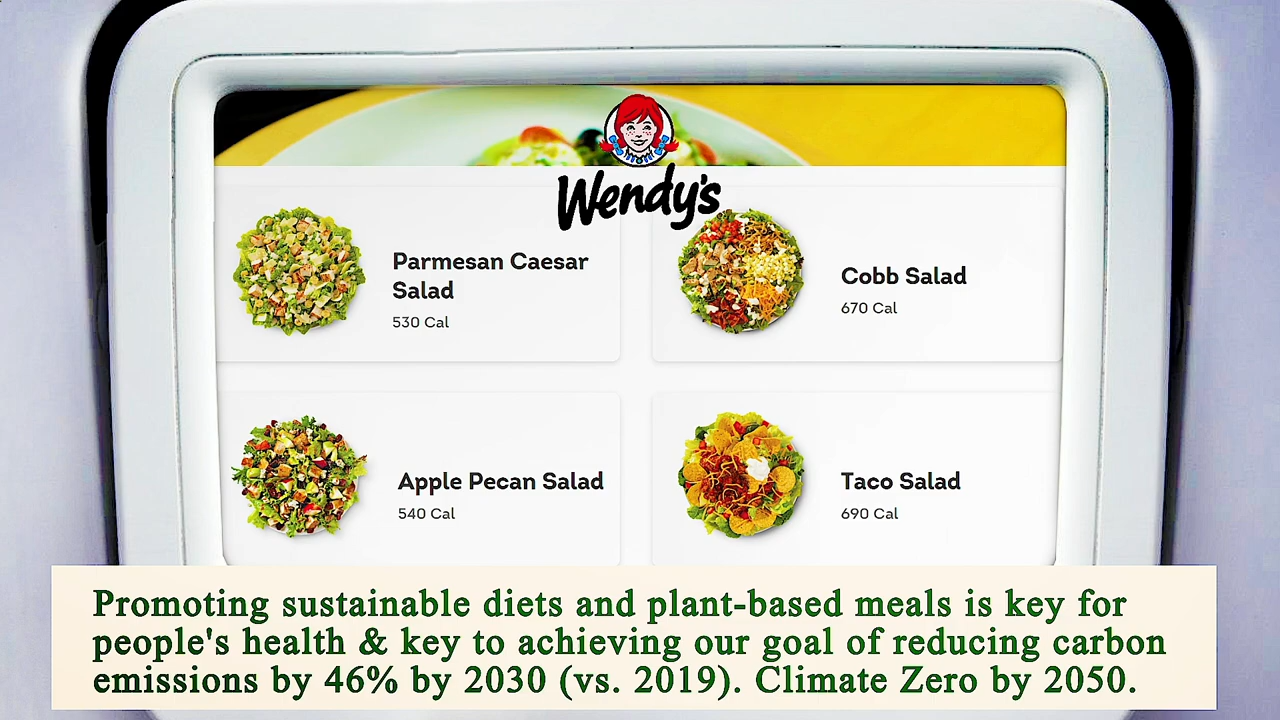 Wendy's
Parmesan Caesar
Salad
530 Cal
Cobb Salad
670 Cal
Apple Pecan Salad
540 Cal
Taco Salad
690 Cal
Promoting sustainable diets and plant-based meals is key for
people's health & key to achieving our goal of reducing carbon
emissions by 46% by 2030 (vs. 2019). Climate Zero by 2050.